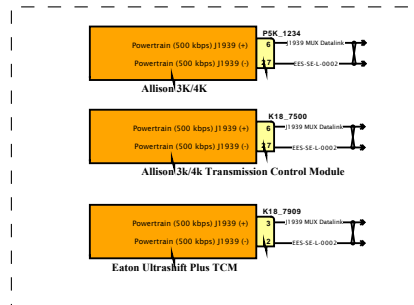 P5K_1234
Powertrain (500 kbps) J1939 (+) 6 J1939 MUX Datalink
Powertrain (500 kbps) J1939 (-) 17 EES-SE-L-0002
Allison 3K/4K
K18_7500
Powertrain (500 kbps) J1939 (+) 6 J1939 MUX Datalink
Powertrain (500 kbps) J1939 (-) 17 EES-SE-L-0002
Allison 3k/4k Transmission Control Module
K18_7909
Powertrain (500 kbps) J1939 (+) 3 J1939 MUX Datalink
Powertrain (500 kbps) J1939 (-) 2 EES-SE-L-0002
Eaton Ultrashift Plus TCM